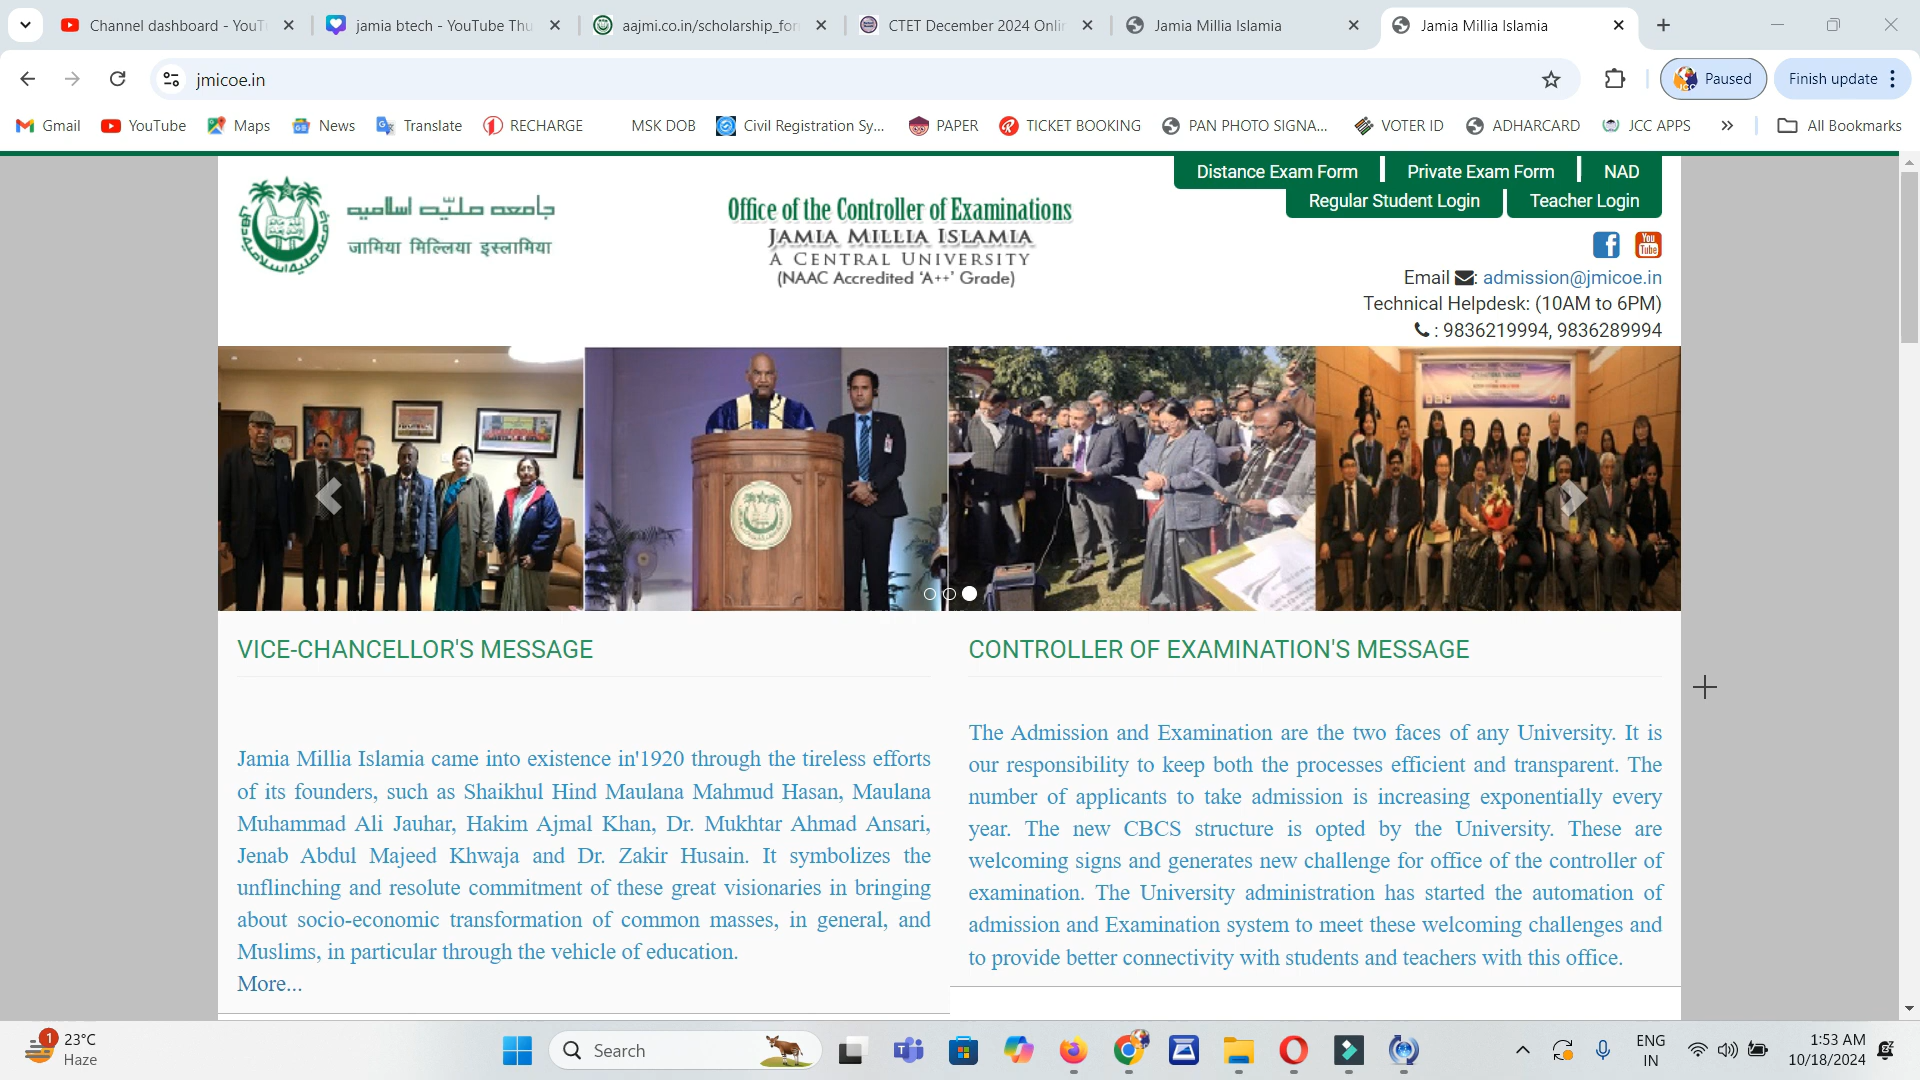 Channel dashboard - YouT
jamia btech - YouTube Thu
aajmi.co.in/scholarship_for
CTET December 2024 Onli
Jamia Millia Islamia
Jamia Millia Islamia
jmicoe.in
Paused
Finish update
Gmail
YouTube
Maps
News
Translate
RECHARGE
MSK DOB
Civil Registration Sy...
PAPER
TICKET BOOKING
PAN PHOTO SIGNA...
VOTER ID
ADHARCARD
JCC APPS
All Bookmarks
Distance Exam Form
Private Exam Form
NAD
Regular Student Login
Teacher Login
جامعہ ملیہ اسلامیہ
जामिया मिल्लिया इस्लामिया
Office of the Controller of Examinations
JAMIA MILLIA ISLAMIA
A CENTRAL UNIVERSITY
(NAAC Accredited 'A++' Grade)
You
Tube
Email : admission@jmicoe.in
Technical Helpdesk: (10AM to 6PM)
: 9836219994, 9836289994
VICE-CHANCELLOR'S MESSAGE
Jamia Millia Islamia came into existence in'1920 through the tireless efforts
of its founders, such as Shaikhul Hind Maulana Mahmud Hasan, Maulana
Muhammad Ali Jauhar, Hakim Ajmal Khan, Dr. Mukhtar Ahmad Ansari,
Jenab Abdul Majeed Khwaja and Dr. Zakir Husain. It symbolizes the
unflinching and resolute commitment of these great visionaries in bringing
about socio-economic transformation of common masses, in general, and
Muslims, in particular through the vehicle of education.
More...
CONTROLLER OF EXAMINATION'S MESSAGE
The Admission and Examination are the two faces of any University. It is
our responsibility to keep both the processes efficient and transparent. The
number of applicants to take admission is increasing exponentially every
year. The new CBCS structure is opted by the University. These are
welcoming signs and generates new challenge for office of the controller of
examination. The University administration has started the automation of
admission and Examination system to meet these welcoming challenges and
to provide better connectivity with students and teachers with this office.
1
23°C
Haze
Search
ENG
IN
1:53 AM
10/18/2024